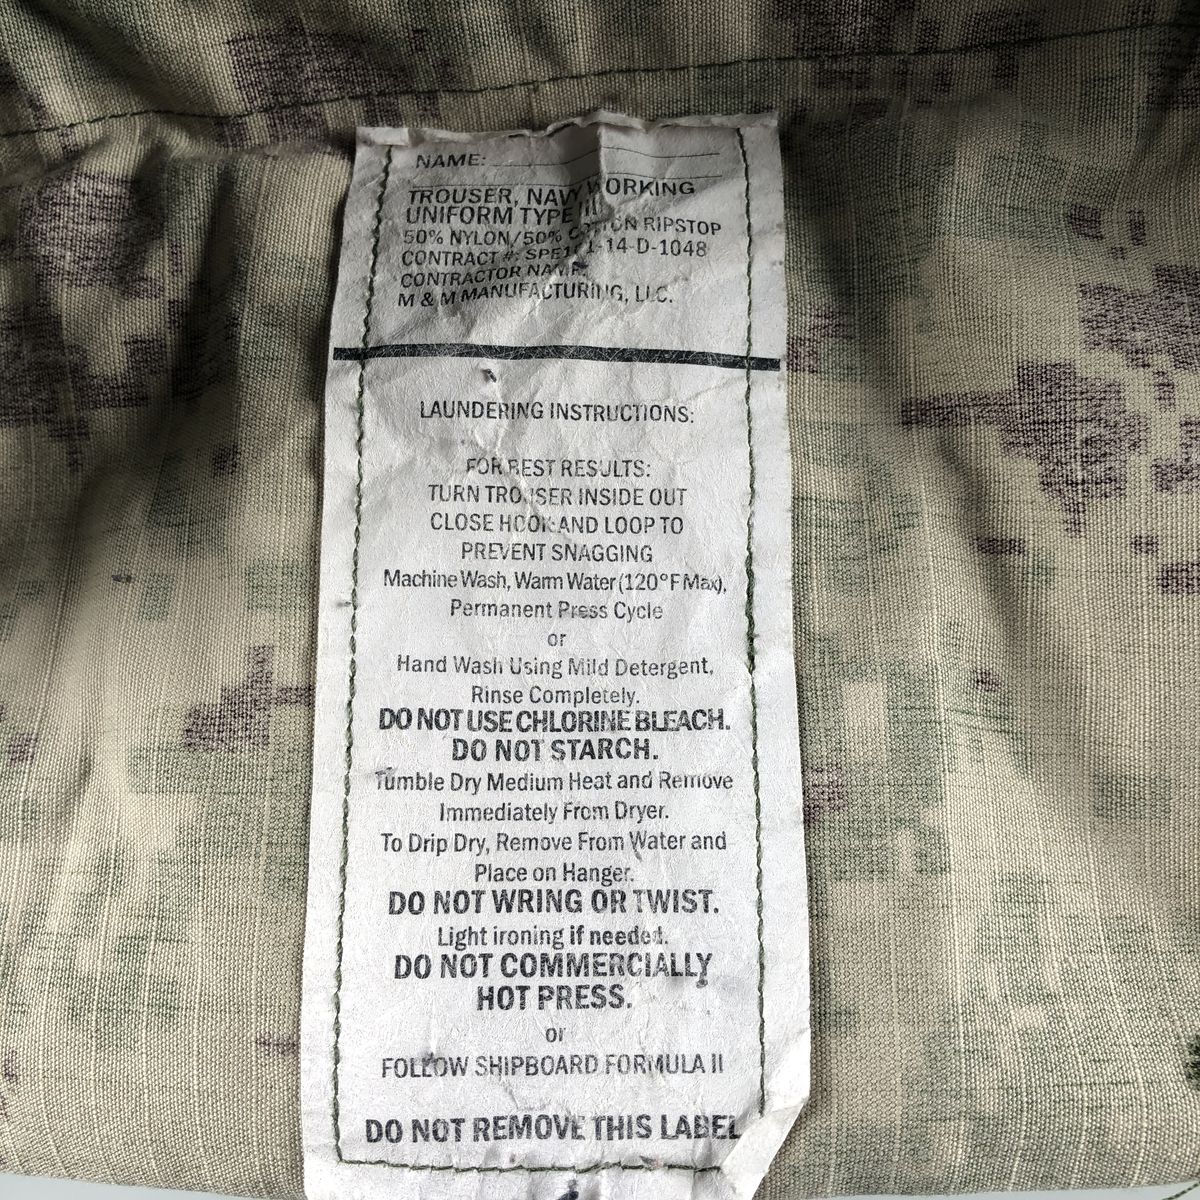 NAME:
TROUSER, NAVY WORKING
UNIFORM TYPE III
50% NYLON/50% COTTON RIPSTOP
CONTRACT #: SPE1C1-14-D-1048
CONTRACTOR NAME:
M & M MANUFACTURING, LLC.
LAUNDERING INSTRUCTIONS:
FOR BEST RESULTS:
TURN TROUSER INSIDE OUT
CLOSE HOOK AND LOOP TO
PREVENT SNAGGING
Machine Wash, Warm Water (120°F Max),
Permanent Press Cycle
or
Hand Wash Using Mild Detergent,
Rinse Completely.
DO NOT USE CHLORINE BLEACH.
DO NOT STARCH.
Tumble Dry Medium Heat and Remove
Immediately From Dryer.
To Drip Dry, Remove From Water and
Place on Hanger.
DO NOT WRING OR TWIST.
Light ironing if needed.
DO NOT COMMERCIALLY
HOT PRESS.
or
FOLLOW SHIPBOARD FORMULA II
DO NOT REMOVE THIS LABEL